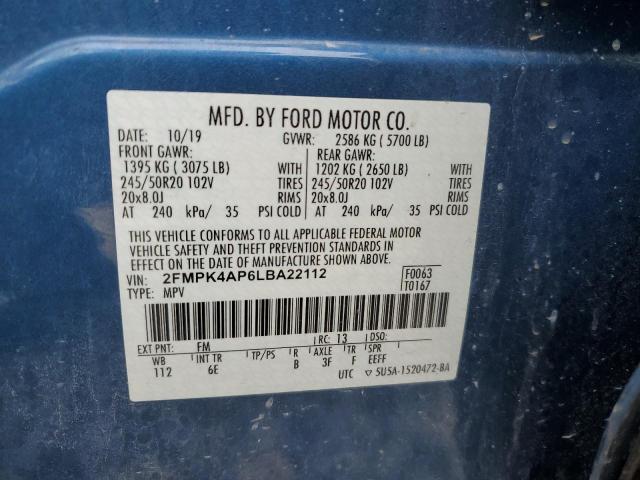 MFD. BY FORD MOTOR CO.
DATE: 10/19 GVWR: 2586 KG ( 5700 LB)
FRONT GAWR: REAR GAWR:
1395 KG ( 3075 LB) WITH 1202 KG ( 2650 LB) WITH
245/50R20 102V TIRES 245/50R20 102V TIRES
20x8.0J RIMS 20x8.0J RIMS
AT 240 kPa/ 35 PSI COLD AT 240 kPa/ 35 PSI COLD
THIS VEHICLE CONFORMS TO ALL APPLICABLE FEDERAL MOTOR
VEHICLE SAFETY AND THEFT PREVENTION STANDARDS IN
EFFECT ON THE DATE OF MANUFACTURE SHOWN ABOVE.
VIN: 2FMPK4AP6LBA22112 F0063
TYPE: MPV T0167
EXT PNT: FM RC: 13 DSO:
WB INT TR TP/PS R AXLE TR SPR
112 6E B 3F F EEFF
UTC ▽ 5U5A-1520472-BA